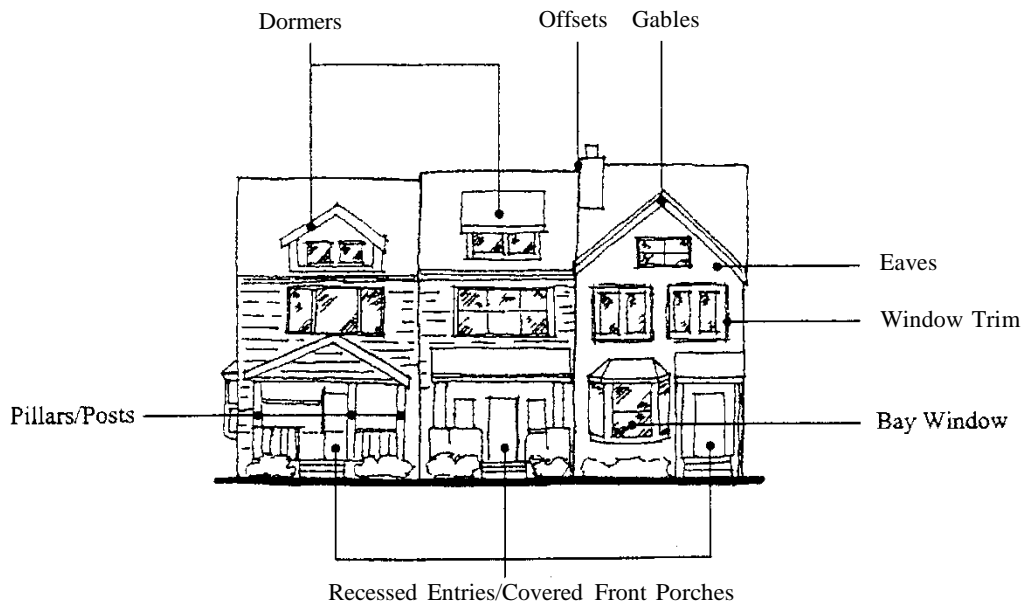 Dormers
Offsets
Gables
Eaves
Window Trim
Pillars/Posts
Bay Window
Recessed Entries/Covered Front Porches